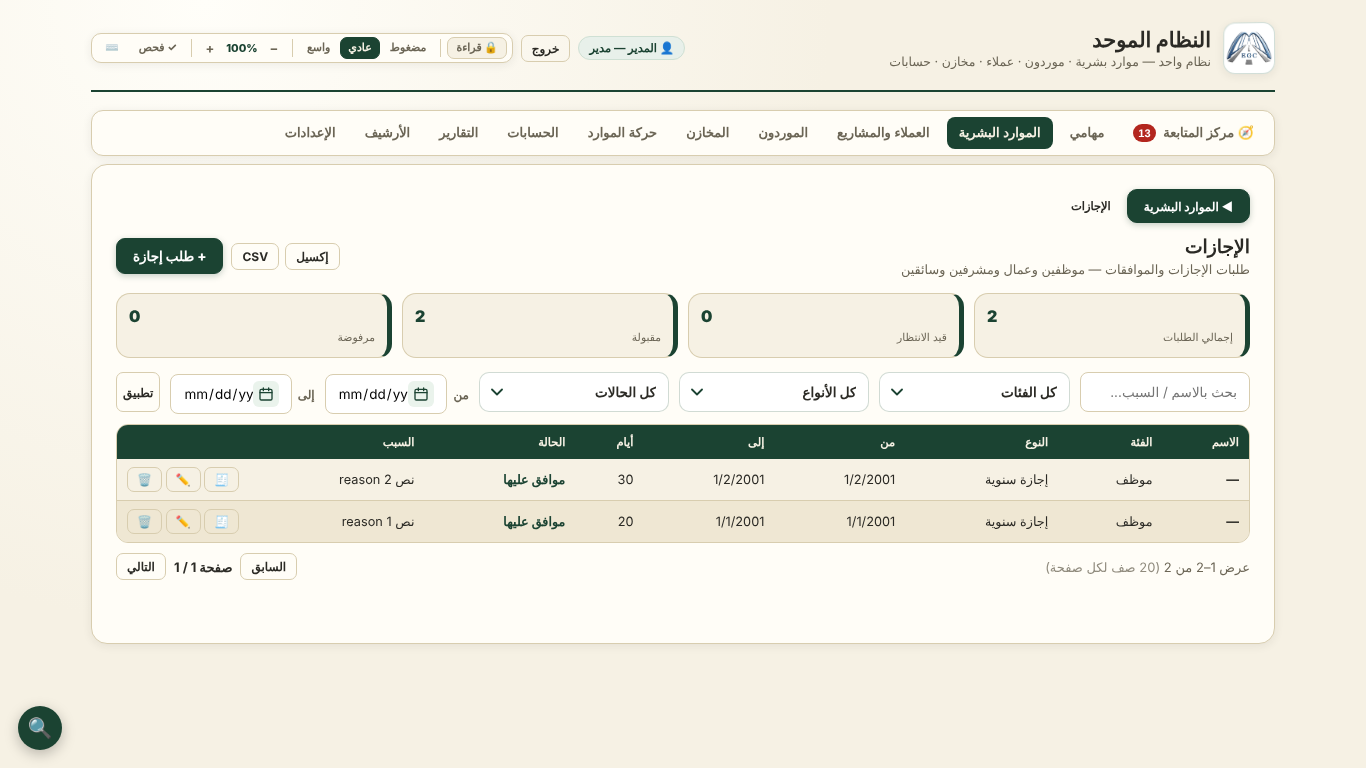 النظام الموحد
نظام واحد — موارد بشرية · موردون · عملاء · مخازن · حسابات
ROC
👤 المدير — مدير
خروج
🔒 قراءة
مضغوط عادي واسع
− 100% +
✓ فحص
🧭 مركز المتابعة 13 مهامي الموارد البشرية العملاء والمشاريع الموردون المخازن حركة الموارد الحسابات التقارير الأرشيف الإعدادات
◀ الموارد البشرية الإجازات
الإجازات
طلبات الإجازات والموافقات — موظفين وعمال ومشرفين وسائقين
إكسيل CSV + طلب إجازة
2 إجمالي الطلبات
0 قيد الانتظار
2 مقبولة
0 مرفوضة
بحث بالاسم / السبب... كل الفئات كل الأنواع كل الحالات من mm/dd/yy إلى mm/dd/yy تطبيق
الاسم الفئة النوع من إلى أيام الحالة السبب
— موظف إجازة سنوية 1/2/2001 1/2/2001 30 موافق عليها نص reason 2
— موظف إجازة سنوية 1/1/2001 1/1/2001 20 موافق عليها نص reason 1
عرض 1–2 من 2 (20 صف لكل صفحة)
السابق صفحة 1 / 1 التالي